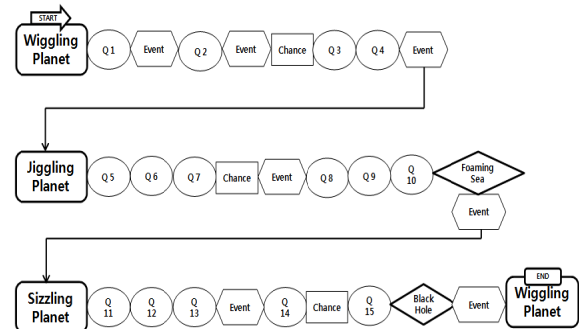 START
Wiggling
Planet
Q 1
Event
Q 2
Event
Chance
Q 3
Q 4
Event
Jiggling
Planet
Q 5
Q 6
Q 7
Chance
Event
Q 8
Q 9
Q
10
Foaming
Sea
Event
Sizzling
Planet
Q
11
Q
12
Q
13
Event
Q
14
Chance
Q
15
Black
Hole
Event
END
Wiggling
Planet